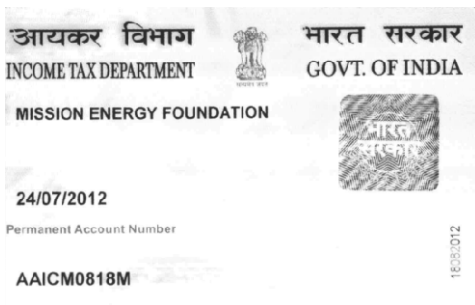 आयकर विभाग
INCOME TAX DEPARTMENT
भारत सरकार
GOVT. OF INDIA
MISSION ENERGY FOUNDATION
भारत
सरकार
24/07/2012
Permanent Account Number
AAICM0818M
18082012